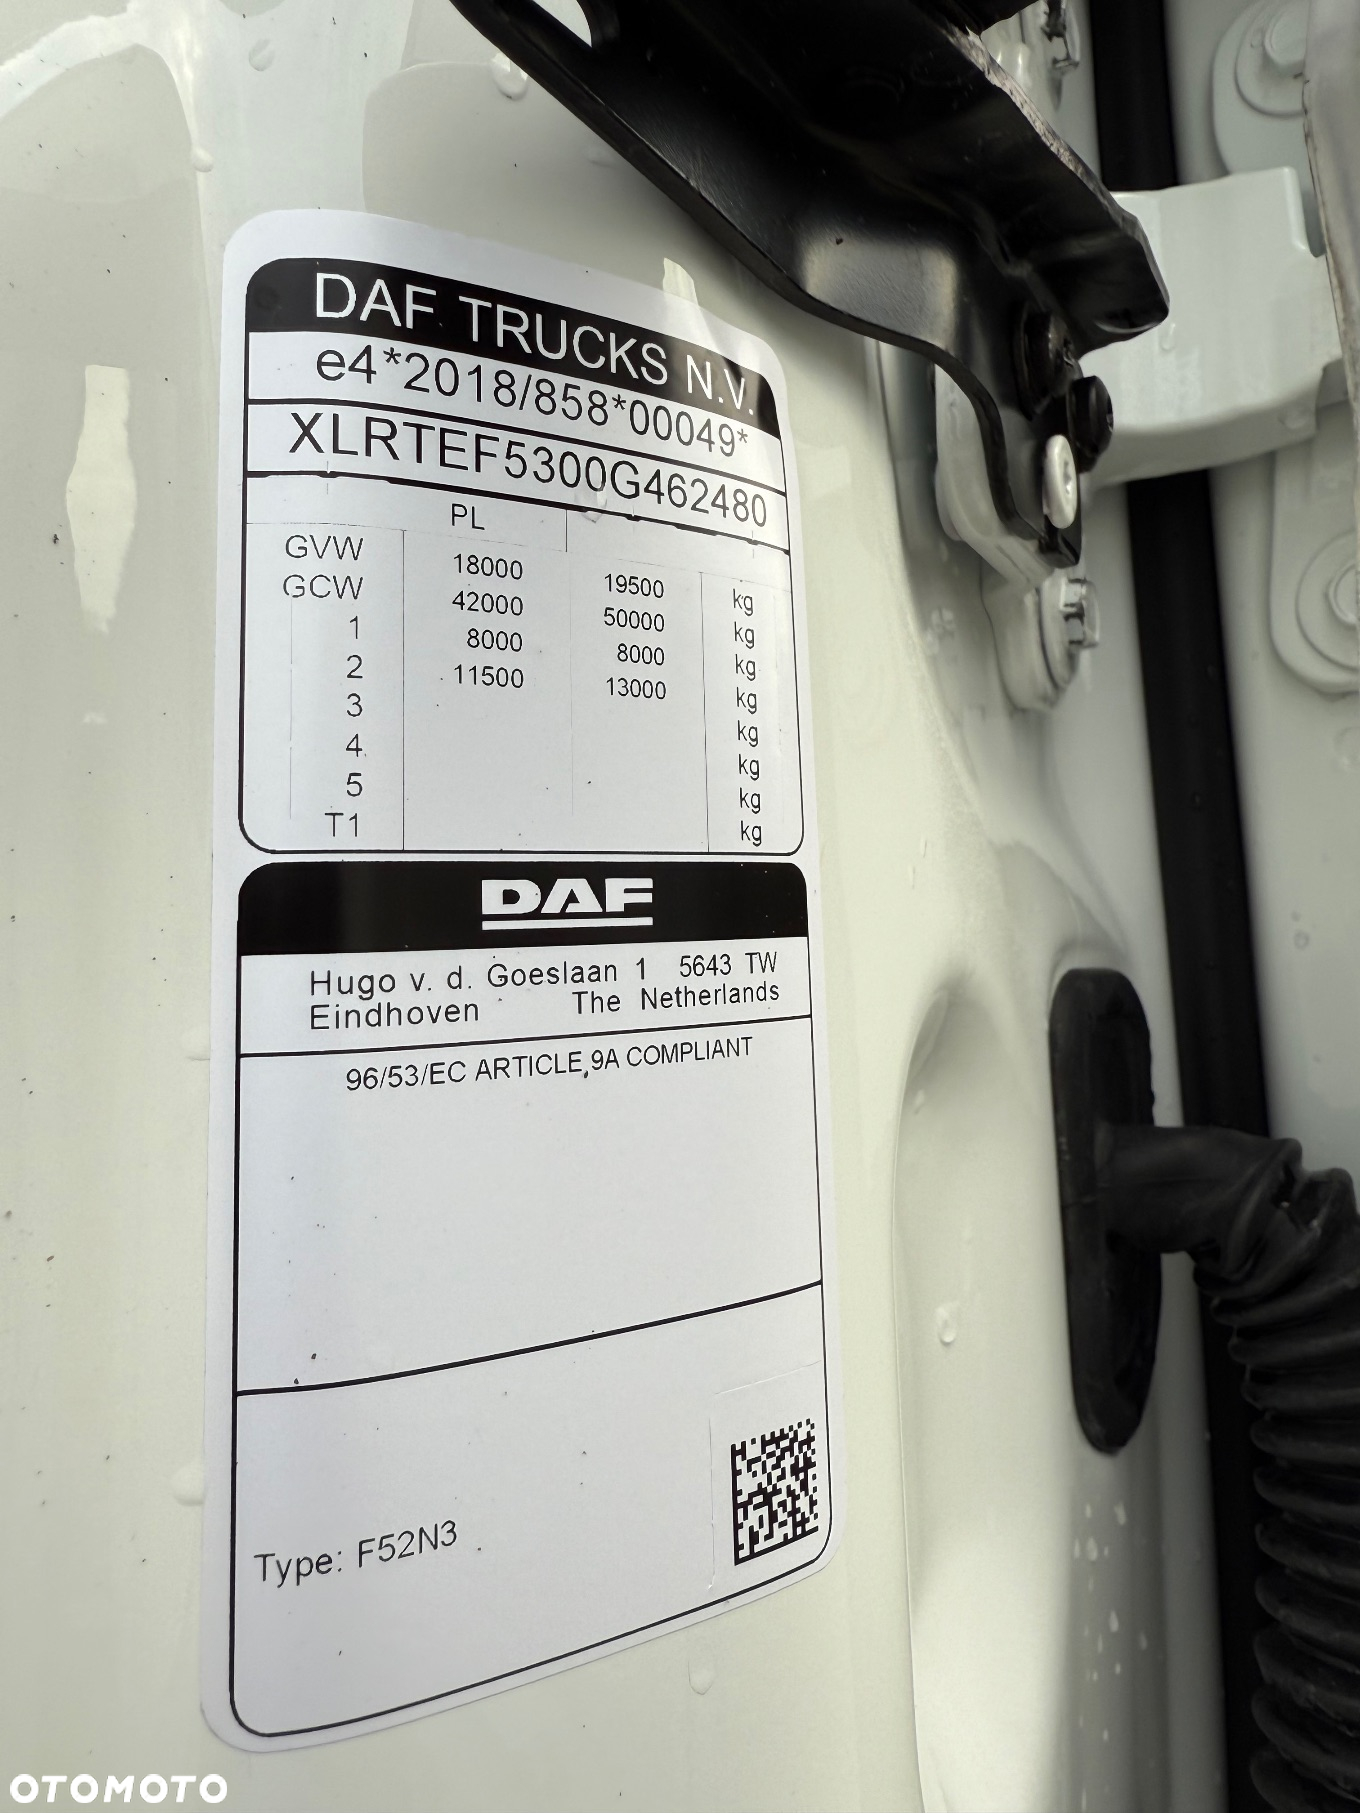 DAF TRUCKS N.V.
e4*2018/858*00049*
XLRTEF5300G462480
PL
GVW 18000 19500 kg
GCW 42000 50000 kg
1 8000 8000 kg
2 11500 13000 kg
3 kg
4 kg
5 kg
T1 kg
DAF
Hugo v. d. Goeslaan 1 5643 TW
Eindhoven The Netherlands
96/53/EC ARTICLE 9A COMPLIANT
Type: F52N3
OTOMOTO